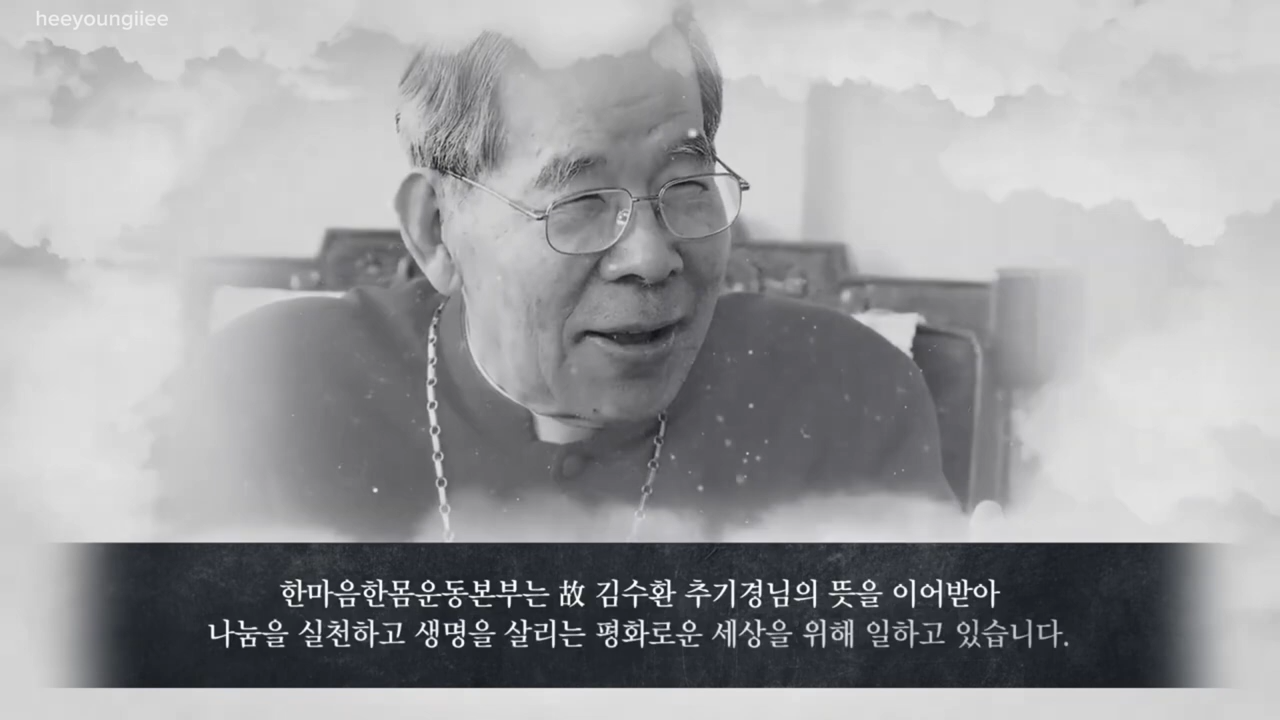 heeyoungiiee
한마음한몸운동본부는 故 김수환 추기경님의 뜻을 이어받아
나눔을 실천하고 생명을 살리는 평화로운 세상을 위해 일하고 있습니다.